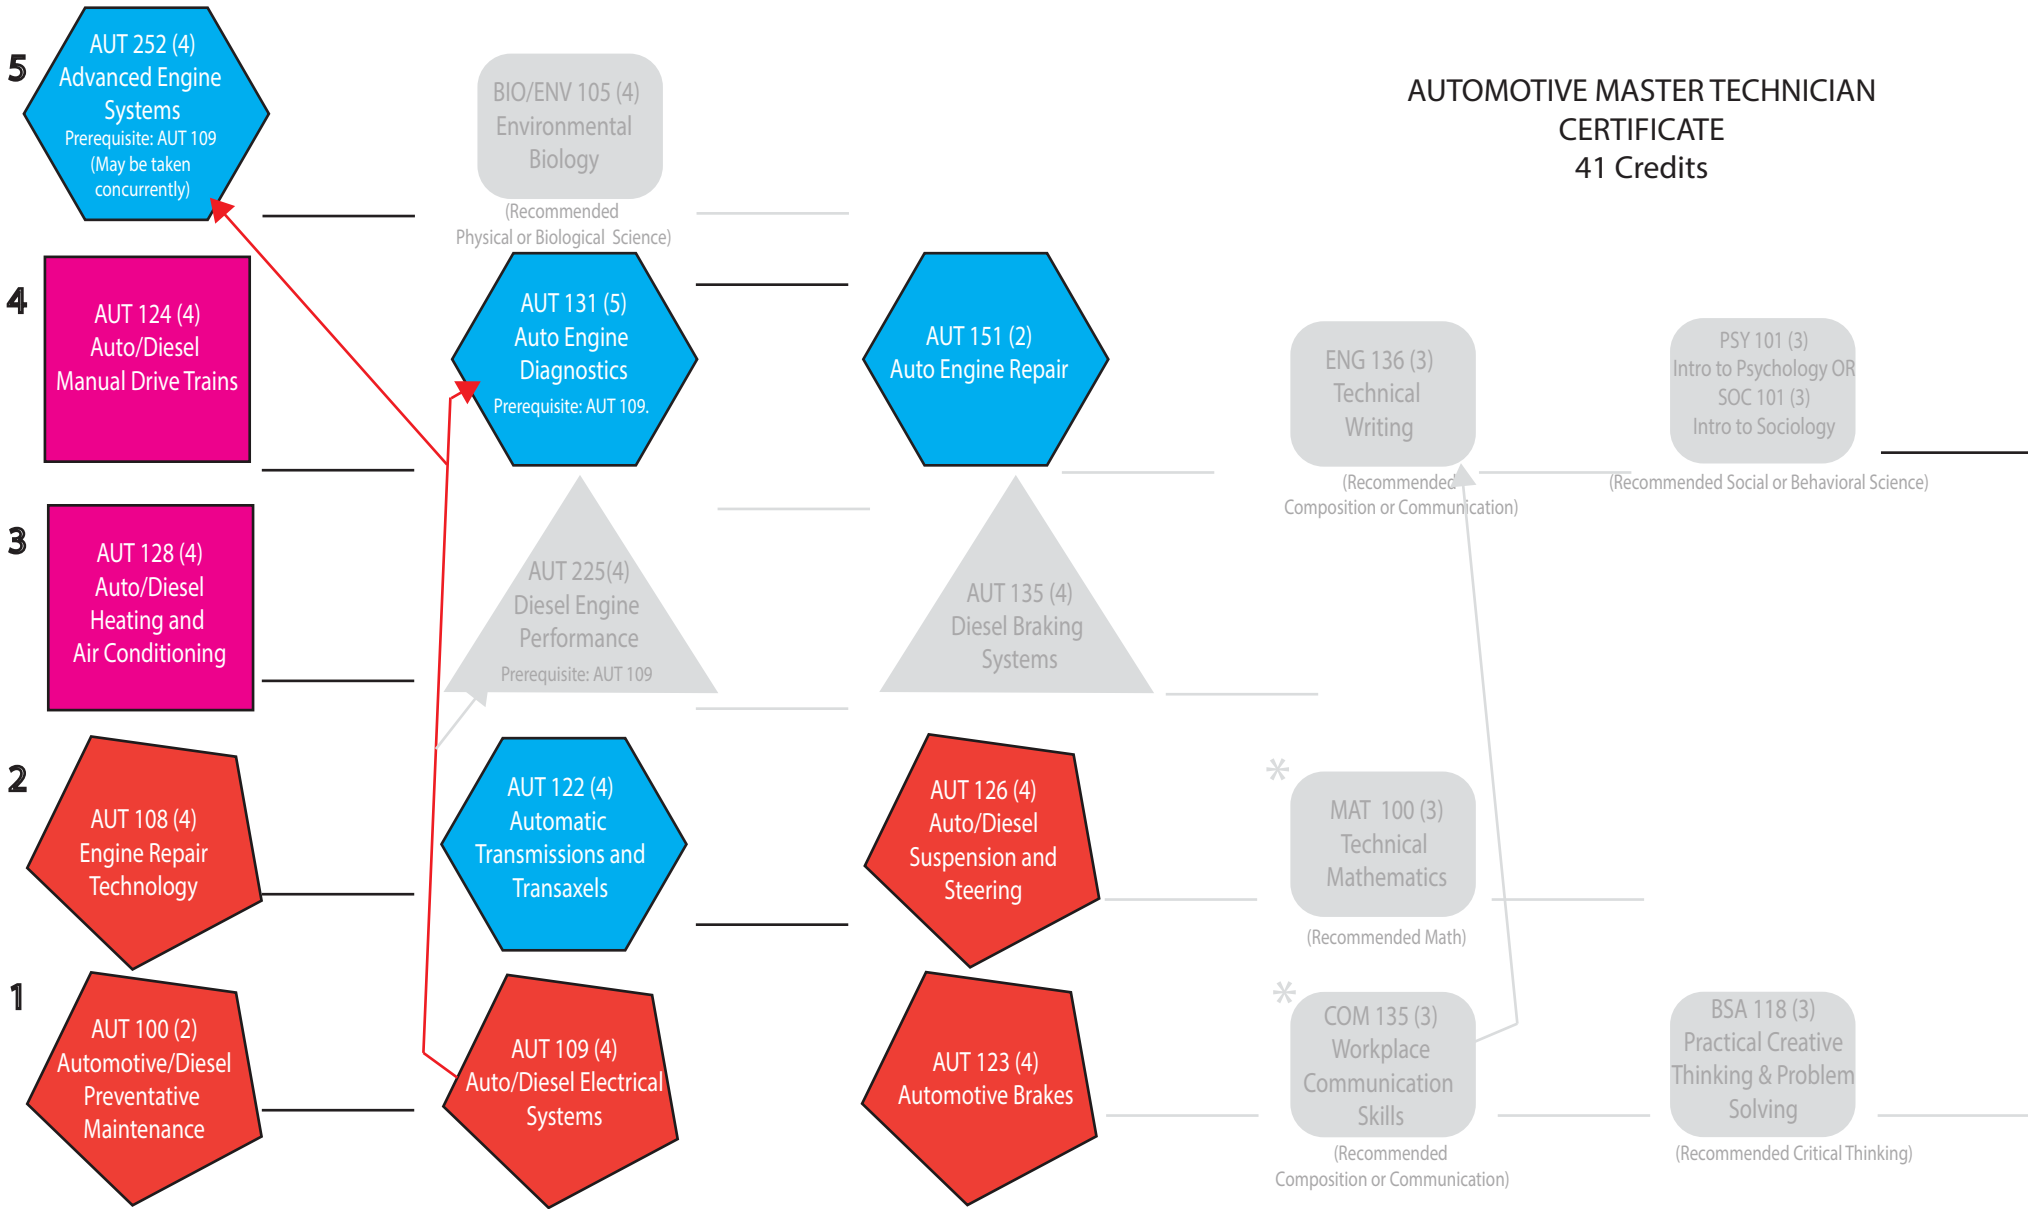 AUTOMOTIVE MASTER TECHNICIAN
CERTIFICATE
41 Credits
5
AUT 252 (4)
Advanced Engine
Systems
Prerequisite: AUT 109
(May be taken
concurrently)
BIO/ENV 105 (4)
Environmental
Biology
(Recommended
Physical or Biological Science)
4
AUT 124 (4)
Auto/Diesel
Manual Drive Trains
AUT 131 (5)
Auto Engine
Diagnostics
Prerequisite: AUT 109.
AUT 151 (2)
Auto Engine Repair
ENG 136 (3)
Technical
Writing
(Recommended
Composition or Communication)
PSY 101 (3)
Intro to Psychology OR
SOC 101 (3)
Intro to Sociology
(Recommended Social or Behavioral Science)
3
AUT 128 (4)
Auto/Diesel
Heating and
Air Conditioning
AUT 225(4)
Diesel Engine
Performance
Prerequisite: AUT 109
AUT 135 (4)
Diesel Braking
Systems
2
AUT 108 (4)
Engine Repair
Technology
AUT 122 (4)
Automatic
Transmissions and
Transaxels
AUT 126 (4)
Auto/Diesel
Suspension and
Steering
*
MAT 100 (3)
Technical
Mathematics
(Recommended Math)
1
AUT 100 (2)
Automotive/Diesel
Preventative
Maintenance
AUT 109 (4)
Auto/Diesel Electrical
Systems
AUT 123 (4)
Automotive Brakes
*
COM 135 (3)
Workplace
Communication
Skills
(Recommended
Composition or Communication)
BSA 118 (3)
Practical Creative
Thinking & Problem
Solving
(Recommended Critical Thinking)